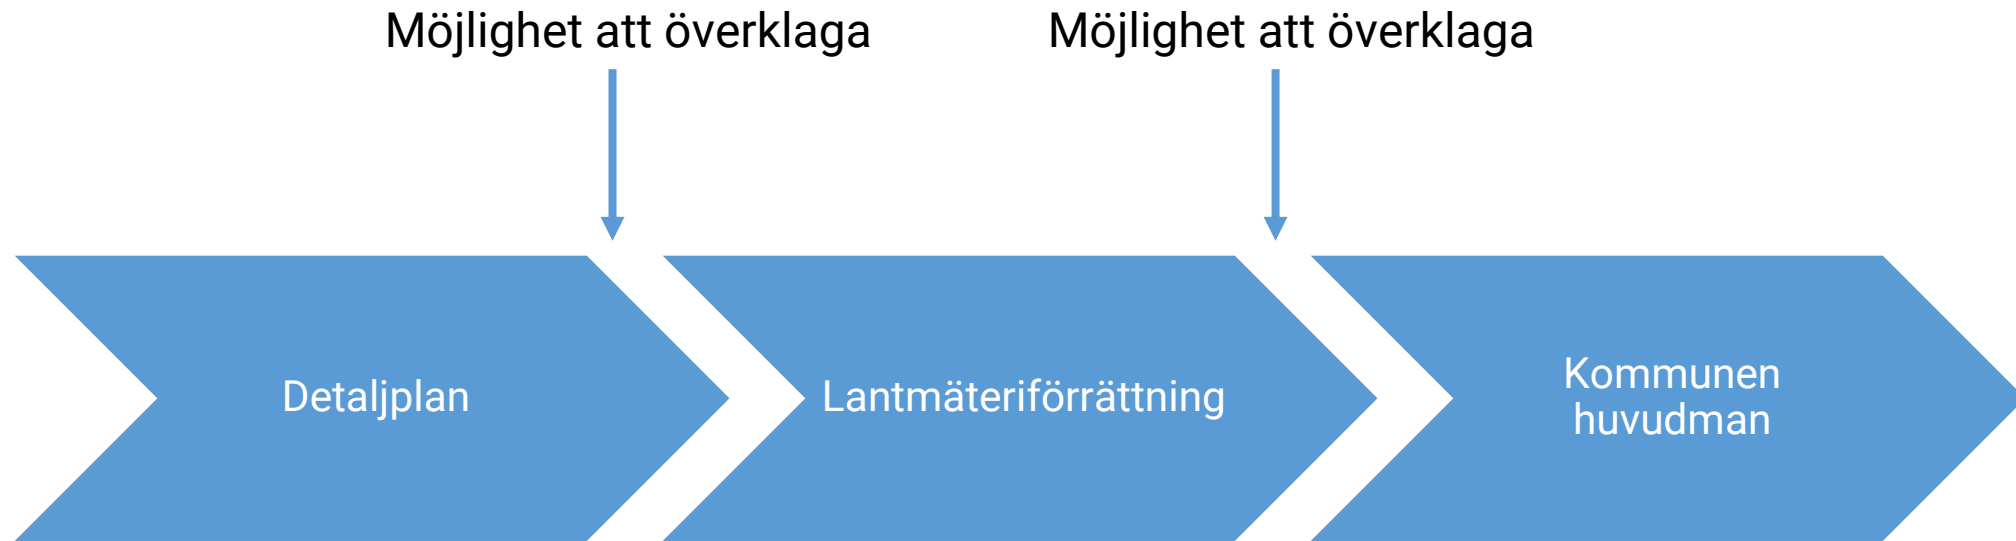 Möjlighet att överklaga
Möjlighet att överklaga
Detaljplan
Lantmäteriförrättning
Kommunen
huvudman